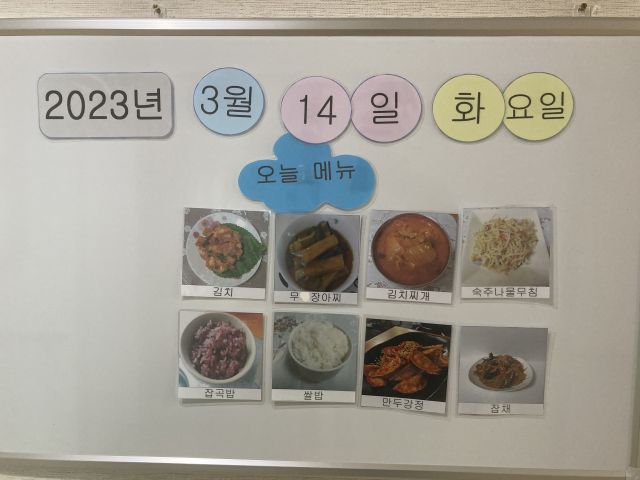 2023년 3월 14 일 화 요일
오늘 메뉴
김치 무 장아찌 김치찌개 숙주나물무침
잡곡밥 쌀밥 만두강정 잡채